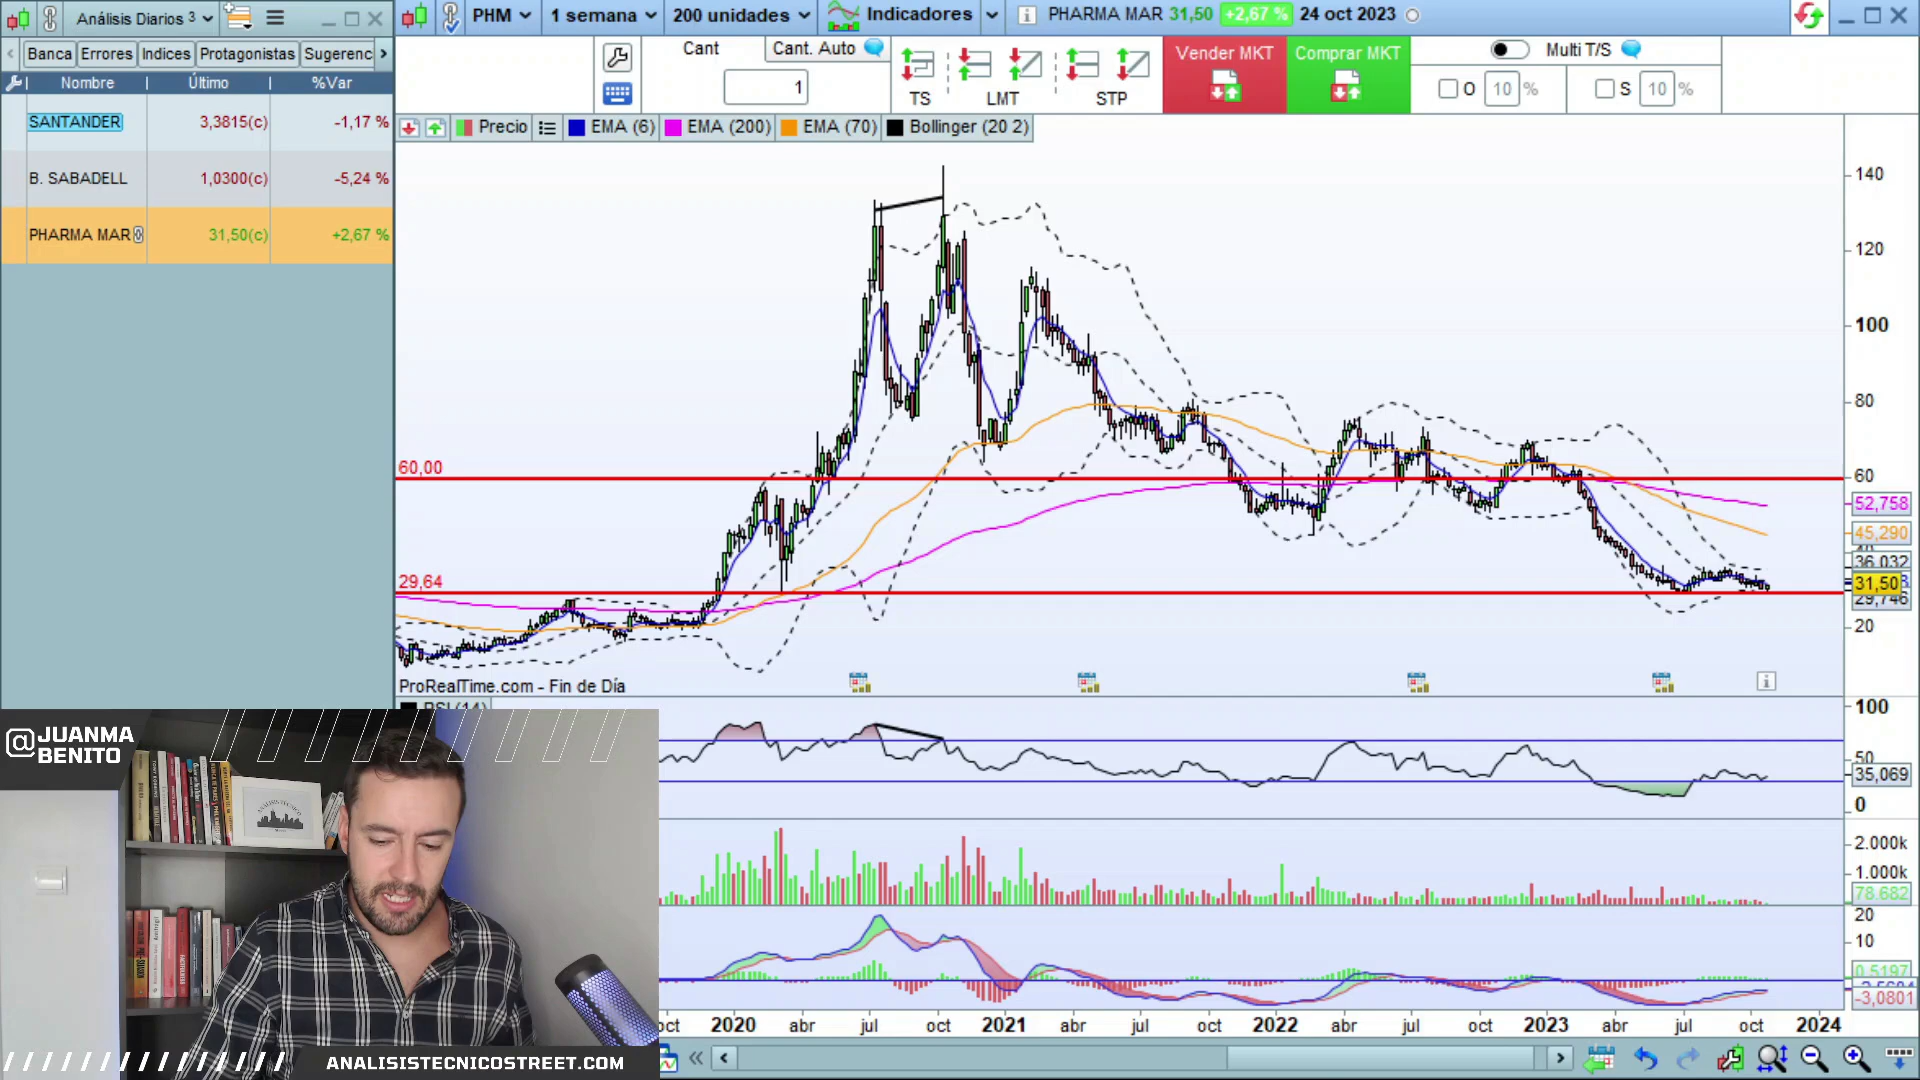 Análisis Diarios 3
PHM
1 semana
200 unidades
Indicadores
PHARMA MAR 31,50 +2,67 % 24 oct 2023
Banca
Errores
Indices
Protagonistas
Sugerenc
Nombre
Último
%Var
SANTANDER 3,3815(c) -1,17 %
B. SABADELL 1,0300(c) -5,24 %
PHARMA MAR 31,50(c) +2,67 %
Cant
Cant. Auto
1
TS
LMT
STP
Vender MKT
Comprar MKT
Multi T/S
O 10 %
S 10 %
Precio
EMA (6)
EMA (200)
EMA (70)
Bollinger (20 2)
140
120
100
80
60
52,758
45,290
36,032
31,50
29,746
20
60,00
29,64
ProRealTime.com - Fin de Día
RSI (14)
100
50
35,069
0
2.000k
1.000k
78.682
20
10
0,5197
-3,0801
oct 2020 abr jul oct 2021 abr jul oct 2022 abr jul oct 2023 abr jul oct 2024
@JUANMA
BENITO
ANÁLISIS TÉCNICO
ANALISISTECNICOSTREET.COM